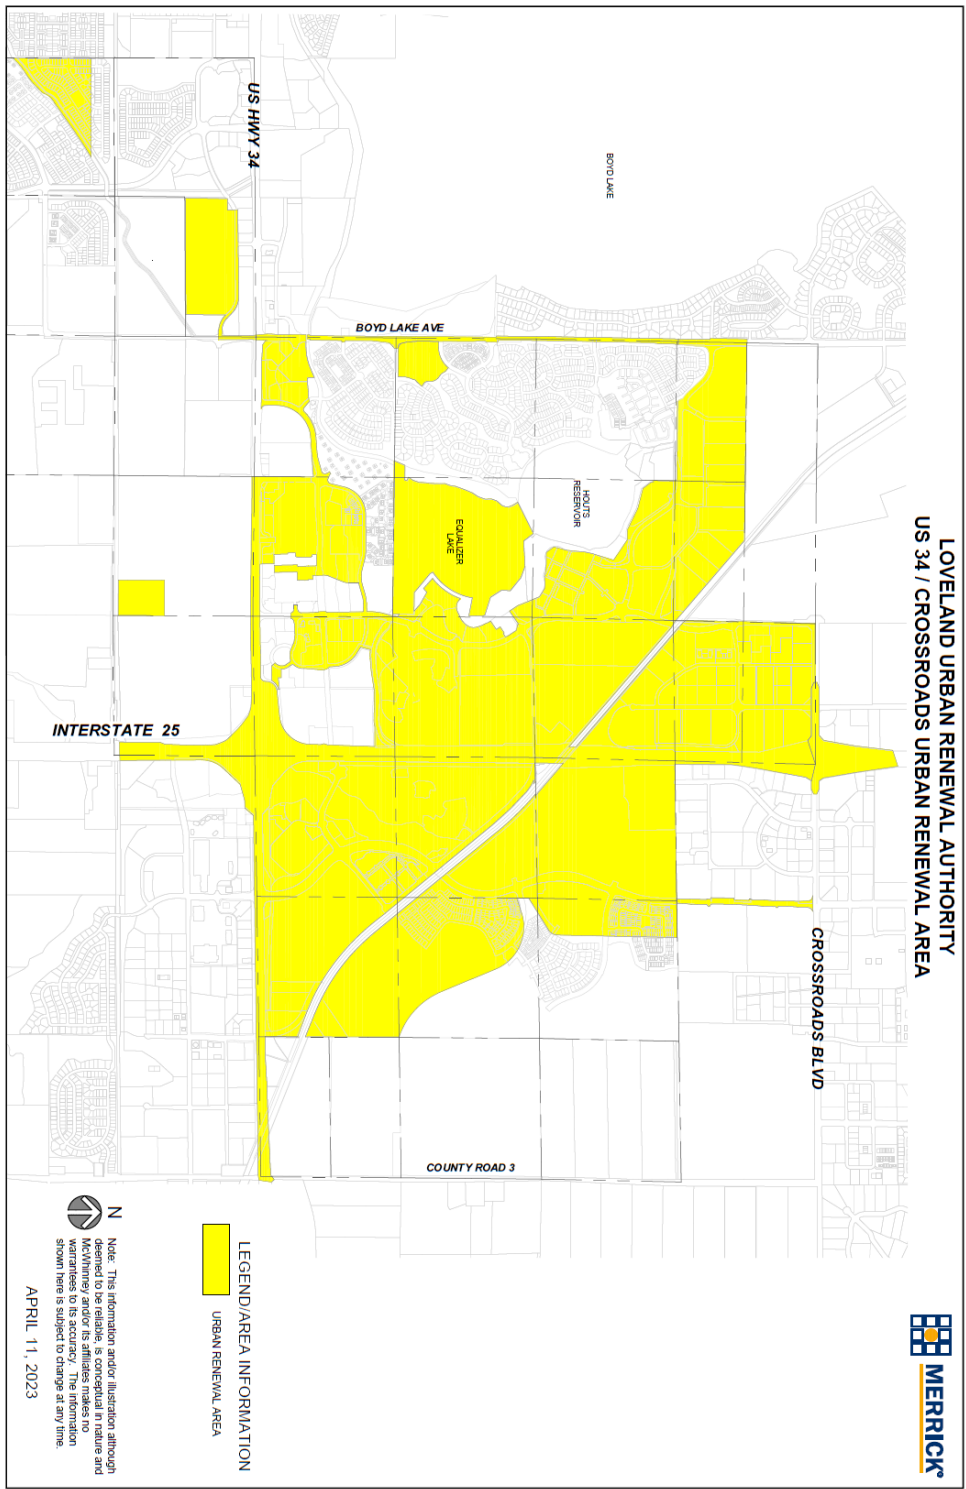 LOVELAND URBAN RENEWAL AUTHORITY
US 34 / CROSSROADS URBAN RENEWAL AREA
MERRICK
BOYD LAKE
US HWY 34
BOYD LAKE AVE
HOUTS
RESERVOIR
EQUALIZER
LAKE
INTERSTATE 25
CROSSROADS BLVD
COUNTY ROAD 3
LEGEND/AREA INFORMATION
URBAN RENEWAL AREA
N
Note: This information and/or illustration although
deemed to be reliable, is conceptual in nature and
McWhinney and/or its affiliates makes no
warrantees to its accuracy. The information
shown here is subject to change at any time.
APRIL 11, 2023